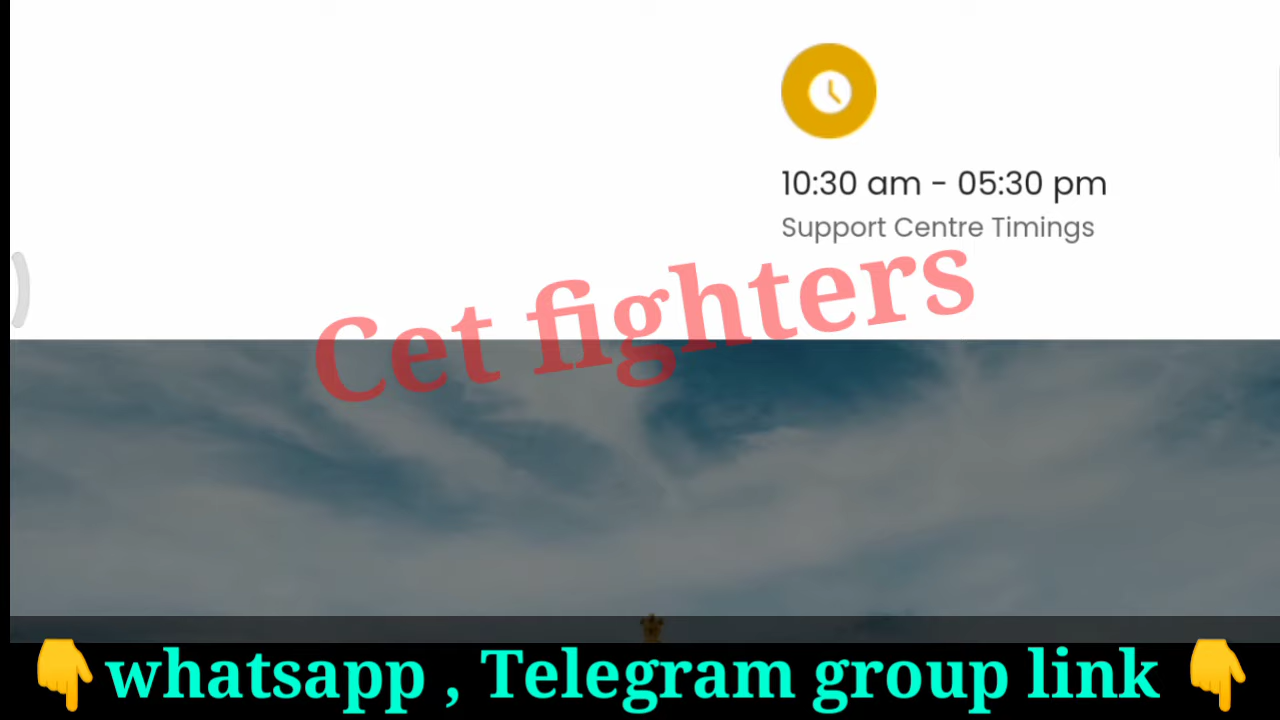 10:30 am - 05:30 pm
Support Centre Timings
Cet fighters
👇whatsapp , Telegram group link 👇